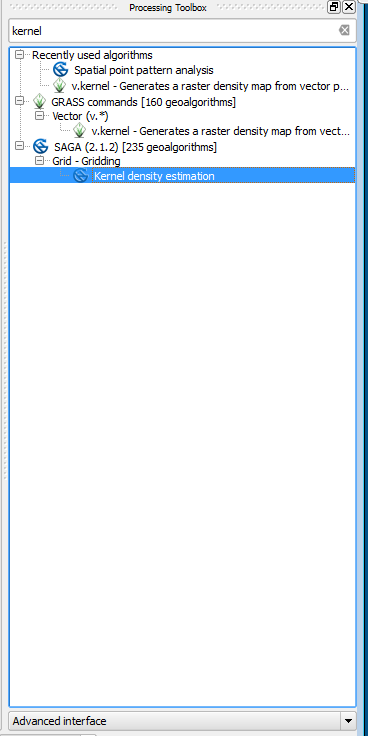 Processing Toolbox
kernel
Recently used algorithms
Spatial point pattern analysis
v.kernel - Generates a raster density map from vector p...
GRASS commands [160 geoalgorithms]
Vector (v.*)
v.kernel - Generates a raster density map from vect...
SAGA (2.1.2) [235 geoalgorithms]
Grid - Gridding
Kernel density estimation
Advanced interface